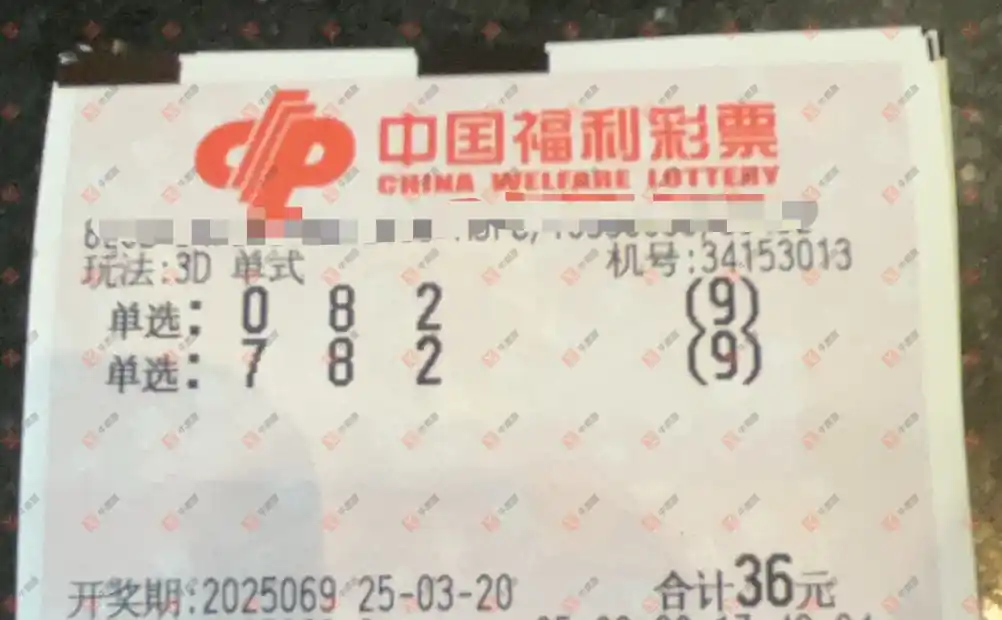 中国福利彩票
CHINA WELFARE LOTTERY
玩法:3D 单式 机号:34153013
单选: 0 8 2 (9)
单选: 7 8 2 (9)
开奖期:2025069 25-03-20 合计36元